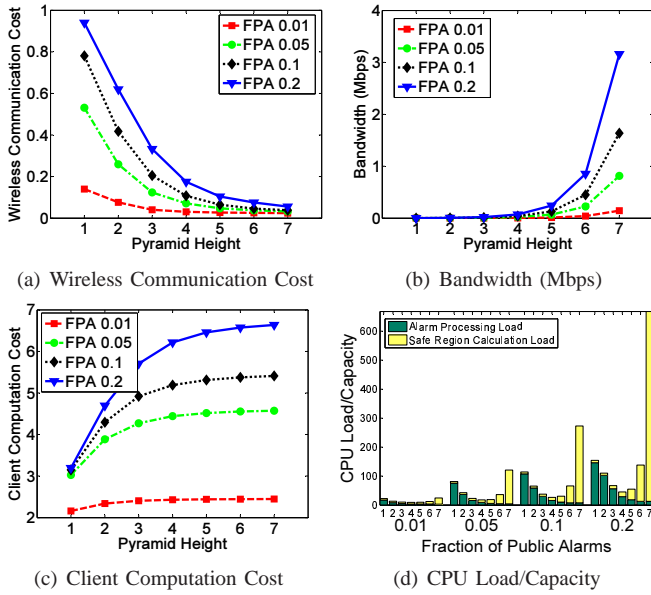 1
0.8
0.6
0.4
0.2
0
Wireless Communication Cost
FPA 0.01
FPA 0.05
FPA 0.1
FPA 0.2
1 2 3 4 5 6 7
Pyramid Height
(a) Wireless Communication Cost
4
3
2
1
0
Bandwidth (Mbps)
FPA 0.01
FPA 0.05
FPA 0.1
FPA 0.2
1 2 3 4 5 6 7
Pyramid Height
(b) Bandwidth (Mbps)
7
6
5
4
3
2
Client Computation Cost
FPA 0.01
FPA 0.05
FPA 0.1
FPA 0.2
1 2 3 4 5 6 7
Pyramid Height
(c) Client Computation Cost
600
500
400
300
200
100
0
CPU Load/Capacity
Alarm Processing Load
Safe Region Calculation Load
1 2 3 4 5 6 7 1 2 3 4 5 6 7 1 2 3 4 5 6 7 1 2 3 4 5 6 7
0.01 0.05 0.1 0.2
Fraction of Public Alarms
(d) CPU Load/Capacity